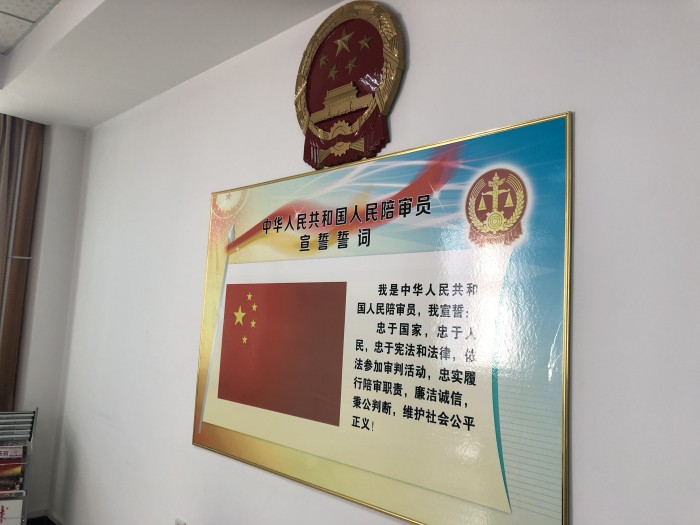 中华人民共和国人民陪审员
宣誓誓词
我是中华人民共和
国人民陪审员，我宣誓：
忠于国家，忠于人
民，忠于宪法和法律，依
法参加审判活动，忠实履
行陪审职责，廉洁诚信，
秉公判断，维护社会公平
正义！